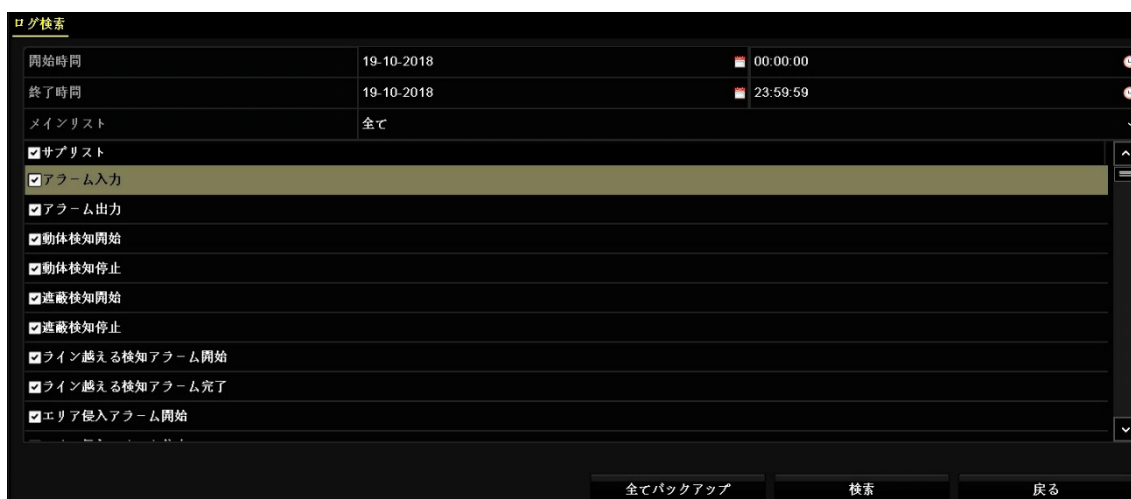 ログ検索
開始時間 19-10-2018 00:00:00
終了時間 19-10-2018 23:59:59
メインリスト 全て
サブリスト
アラーム入力
アラーム出力
動体検知開始
動体検知停止
遮蔽検知開始
遮蔽検知停止
ライン越える検知アラーム開始
ライン越える検知アラーム完了
エリア侵入アラーム開始
全てバックアップ 検索 戻る